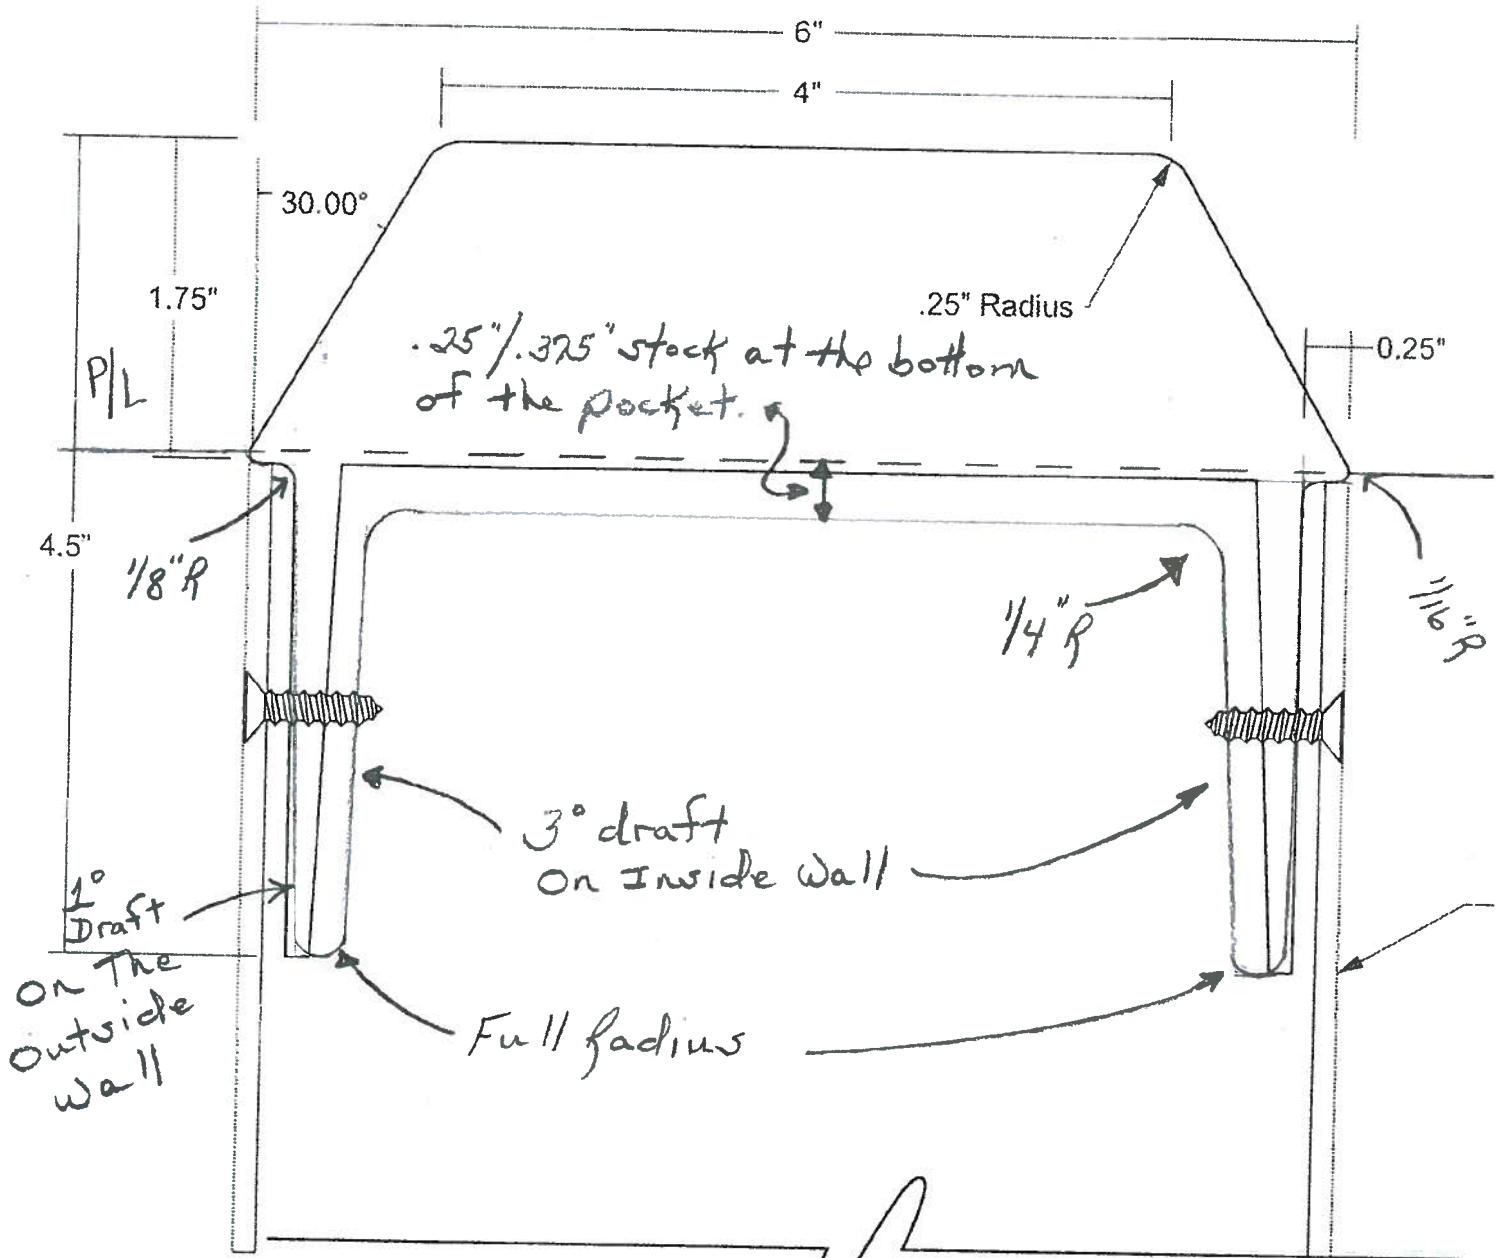 6"
4"
30.00°
1.75"
.25" Radius
0.25"
.25"/.375" stock at the bottom
of the pocket.
P/L
4.5"
1/8"R
1/4"R
1/16"R
3° draft
On Inside Wall
1°
Draft
On The
Outside
Wall
Full Radius